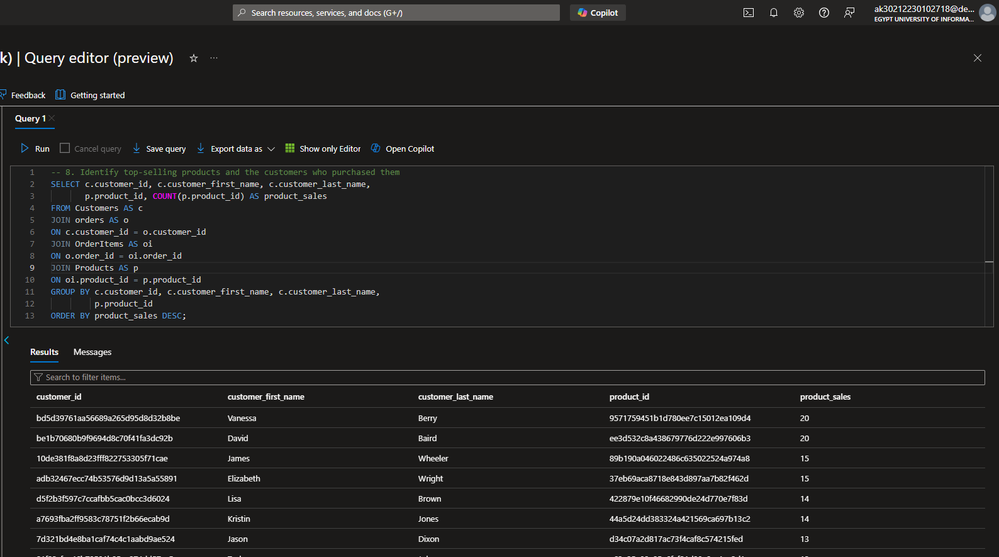 Search resources, services, and docs (G+/)
Copilot
ak30212230102718@de...
EGYPT UNIVERSITY OF INFORMA...
k) | Query editor (preview)
Feedback
Getting started
Query 1
Run
Cancel query
Save query
Export data as
Show only Editor
Open Copilot
1 -- 8. Identify top-selling products and the customers who purchased them
2 SELECT c.customer_id, c.customer_first_name, c.customer_last_name,
3 p.product_id, COUNT(p.product_id) AS product_sales
4 FROM Customers AS c
5 JOIN orders AS o
6 ON c.customer_id = o.customer_id
7 JOIN OrderItems AS oi
8 ON o.order_id = oi.order_id
9 JOIN Products AS p
10 ON oi.product_id = p.product_id
11 GROUP BY c.customer_id, c.customer_first_name, c.customer_last_name,
12 p.product_id
13 ORDER BY product_sales DESC;
Results
Messages
Search to filter items...
customer_id customer_first_name customer_last_name product_id product_sales
bd5d39761aa56689a265d95d8d32b8be Vanessa Berry 9571759451b1d780ee7c15012ea109d4 20
be1b70680b9f9694d8c70f41fa3dc92b David Baird ee3d532c8a438679776d222e997606b3 20
10de381f8a8d23fff822753305f71cae James Wheeler 89b190a046022486c635022524a974a8 15
adb32467ecc74b53576d9d13a5a55891 Elizabeth Wright 37eb69aca8718e843d897aa7b82f462d 15
d5f2b3f597c7ccafbb5cac0bcc3d6024 Lisa Brown 422879e10f46682990de24d770e7f83d 14
a7693fba2ff9583c78751f2b66ecab9d Kristin Jones 44a5d24dd383324a421569ca697b13c2 14
7d321bd4e8ba1caf74c4c1aabd9ae524 Jason Dixon d34c07a2d817ac73f4caf8c574215fed 13